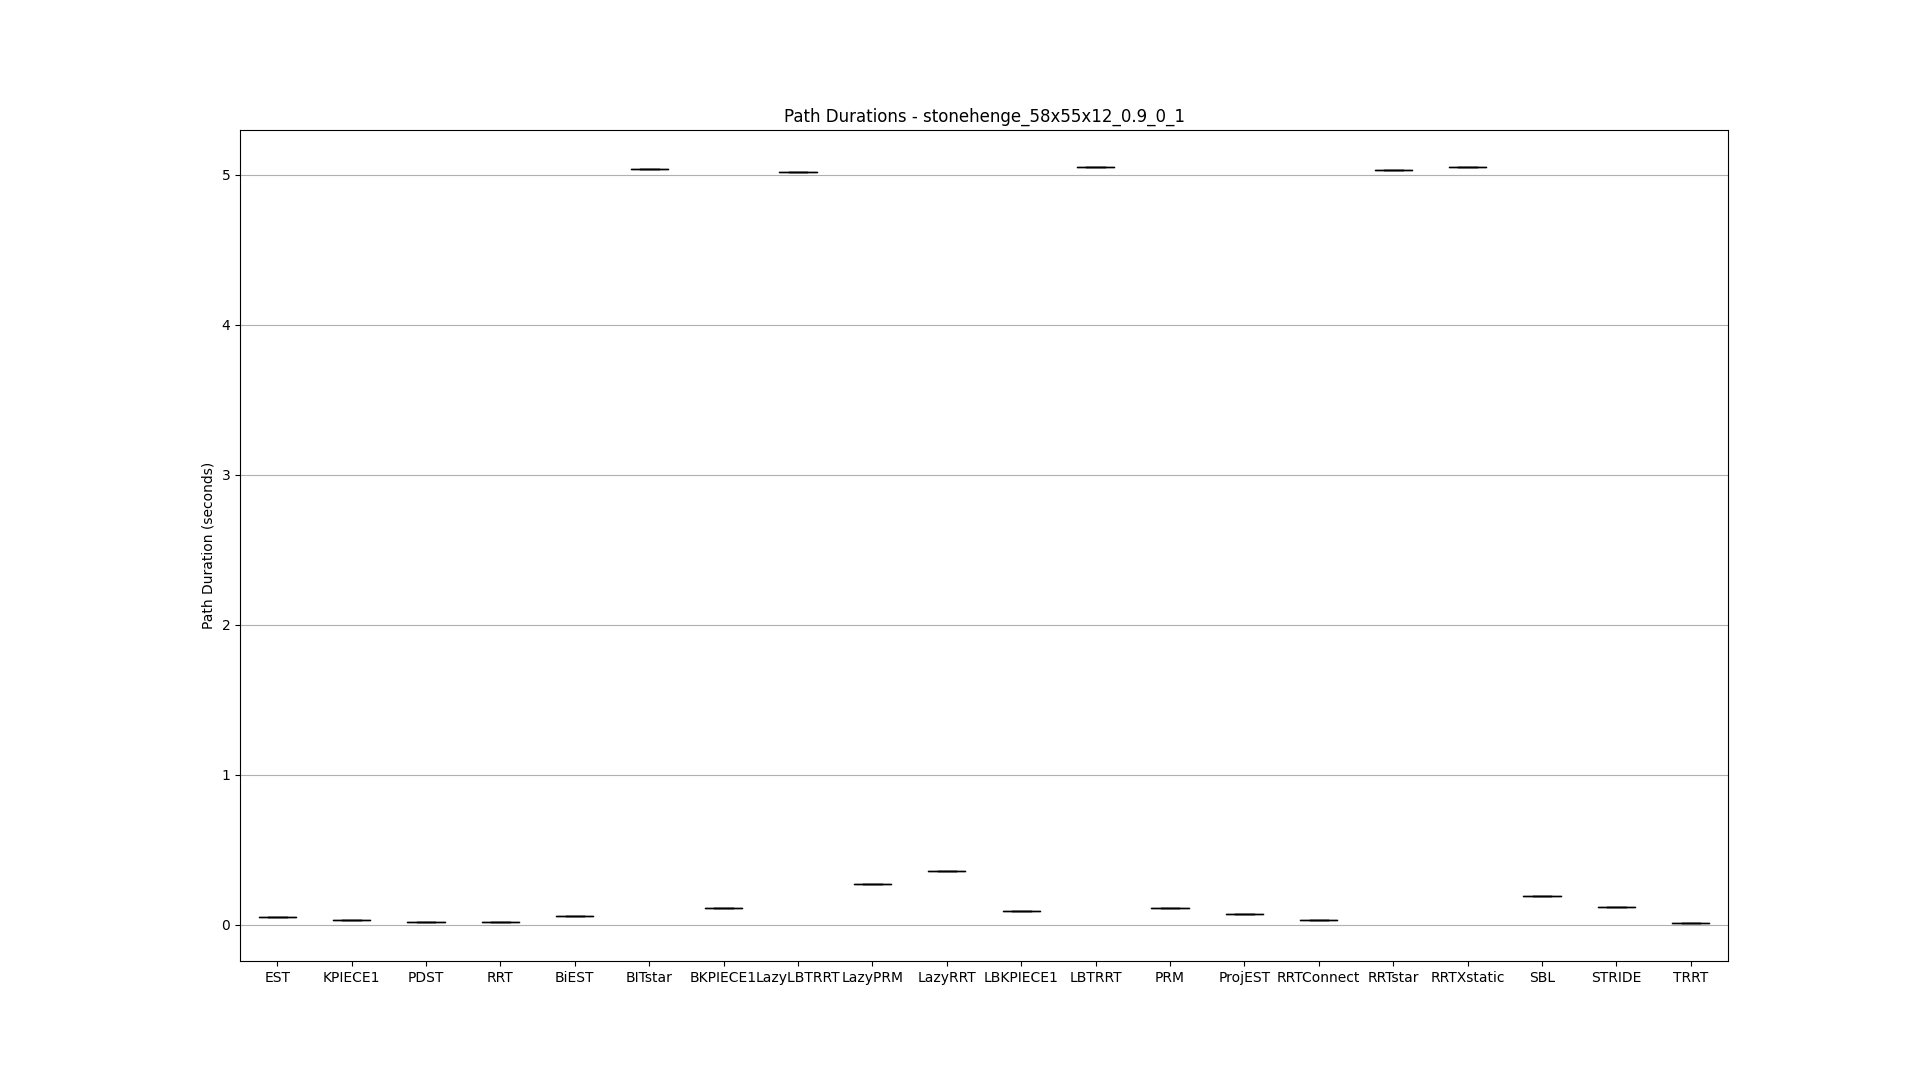 Path Durations - stonehenge_58x55x12_0.9_0_1
Path Duration (seconds)
5
4
3
2
1
0
EST KPIECE1 PDST RRT BiEST BITstar BKPIECE1 LazyLBTRRT LazyPRM LazyRRT LBKPIECE1 LBTRRT PRM ProjEST RRTConnect RRTstar RRTXstatic SBL STRIDE TRRT